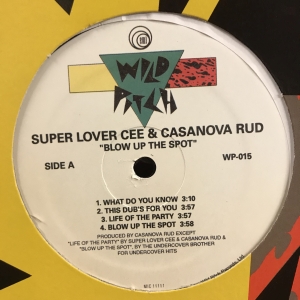 WILD
PITCH
SUPER LOVER CEE & CASANOVA RUD
"BLOW UP THE SPOT"
SIDE A
WP-015
1. WHAT DO YOU KNOW 3:10
2. THIS DUB'S FOR YOU 3:57
3. LIFE OF THE PARTY 3:57
4. BLOW UP THE SPOT 3:58
PRODUCED BY CASANOVA RUD EXCEPT
"LIFE OF THE PARTY" BY SUPER LOVER CEE & CASANOVA RUD &
"BLOW UP THE SPOT", BY THE UNDERCOVER BROTHER
FOR UNDERCOVER HITS